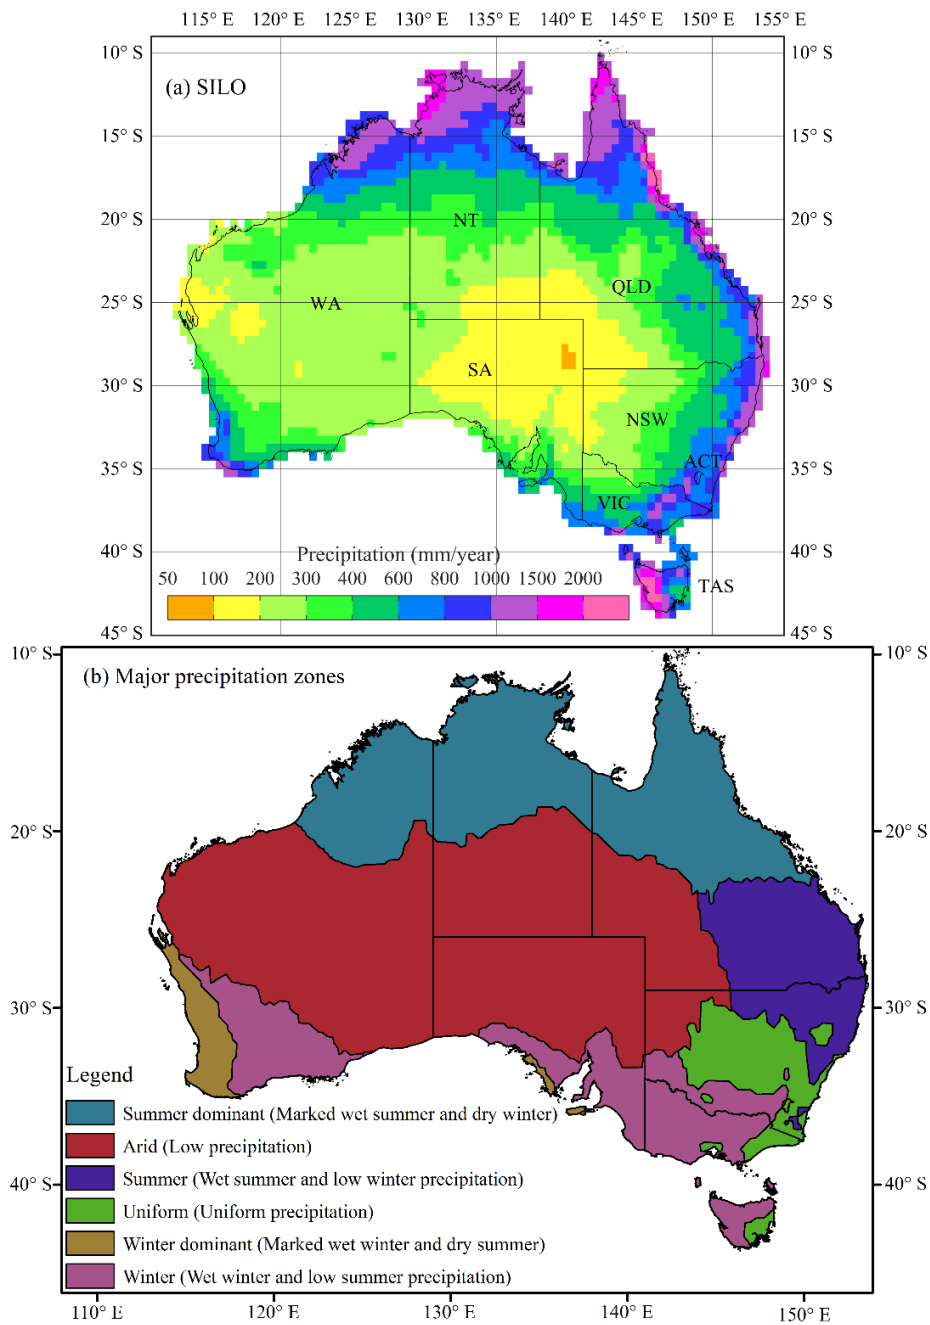 115° E 120° E 125° E 130° E 135° E 140° E 145° E 150° E 155° E
10° S 10° S
(a) SILO
15° S 15° S
20° S 20° S
NT
WA QLD
25° S 25° S
SA
30° S 30° S
NSW
35° S ACT 35° S
VIC
40° S 40° S
Precipitation (mm/year)
50 100 200 300 400 600 800 1000 1500 2000
TAS
45° S 45° S
10° S 10° S
(b) Major precipitation zones
20° S 20° S
30° S 30° S
Legend
Summer dominant (Marked wet summer and dry winter)
Arid (Low precipitation)
Summer (Wet summer and low winter precipitation)
40° S 40° S
Uniform (Uniform precipitation)
Winter dominant (Marked wet winter and dry summer)
Winter (Wet winter and low summer precipitation)
110° E 120° E 130° E 140° E 150° E